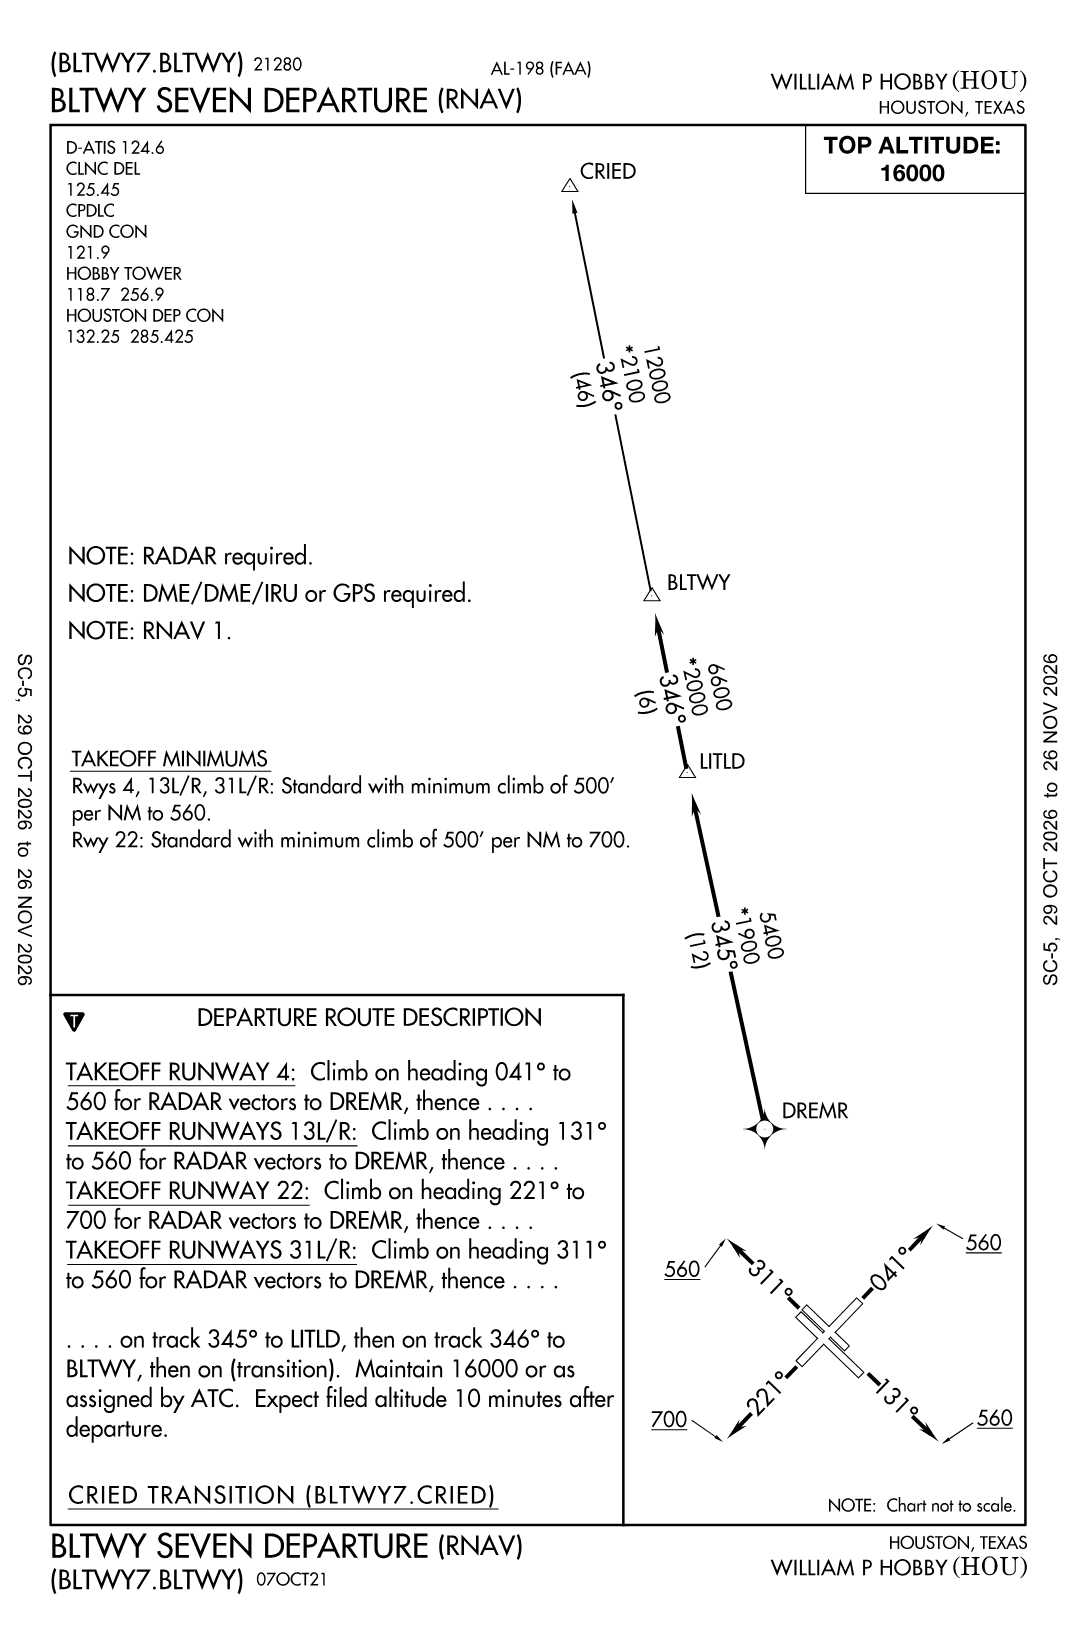 (BLTWY7.BLTWY) 21280
AL-198 (FAA)
WILLIAM P HOBBY (HOU)
BLTWY SEVEN DEPARTURE (RNAV)
HOUSTON, TEXAS
D-ATIS 124.6
CLNC DEL
125.45
CPDLC
GND CON
121.9
HOBBY TOWER
118.7 256.9
HOUSTON DEP CON
132.25 285.425
TOP ALTITUDE:
16000
CRIED
12000
*2100
346°
(46)
NOTE: RADAR required.
NOTE: DME/DME/IRU or GPS required.
NOTE: RNAV 1.
BLTWY
6600
*2000
346°
(6)
LITLD
TAKEOFF MINIMUMS
Rwys 4, 13L/R, 31L/R: Standard with minimum climb of 500′
per NM to 560.
Rwy 22: Standard with minimum climb of 500′ per NM to 700.
5400
*1900
345°
(12)
DREMR
SC-5, 29 OCT 2026 to 26 NOV 2026
SC-5, 29 OCT 2026 to 26 NOV 2026
T
DEPARTURE ROUTE DESCRIPTION
TAKEOFF RUNWAY 4: Climb on heading 041° to
560 for RADAR vectors to DREMR, thence . . . .
TAKEOFF RUNWAYS 13L/R: Climb on heading 131°
to 560 for RADAR vectors to DREMR, thence . . . .
TAKEOFF RUNWAY 22: Climb on heading 221° to
700 for RADAR vectors to DREMR, thence . . . .
TAKEOFF RUNWAYS 31L/R: Climb on heading 311°
to 560 for RADAR vectors to DREMR, thence . . . .
. . . . on track 345° to LITLD, then on track 346° to
BLTWY, then on (transition). Maintain 16000 or as
assigned by ATC. Expect filed altitude 10 minutes after
departure.
CRIED TRANSITION (BLTWY7.CRIED)
560
311°
041°
560
700
221°
131°
560
NOTE: Chart not to scale.
BLTWY SEVEN DEPARTURE (RNAV)
HOUSTON, TEXAS
(BLTWY7.BLTWY) 07OCT21
WILLIAM P HOBBY (HOU)